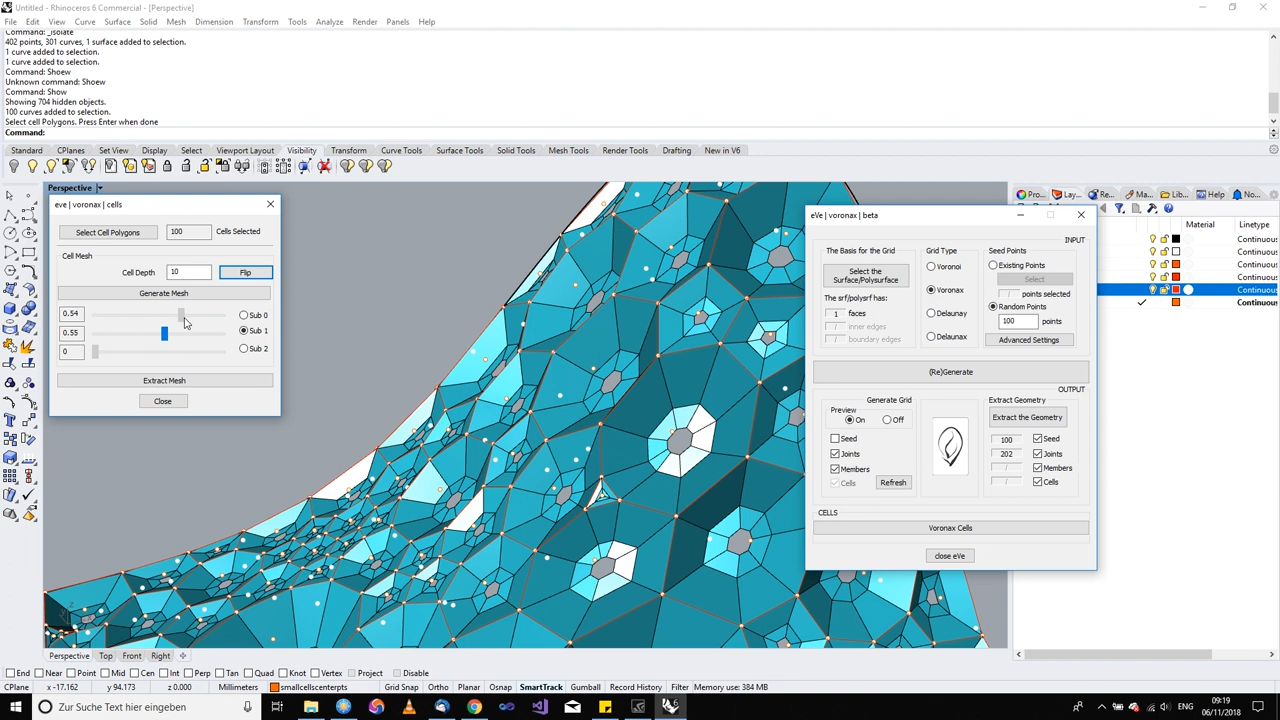 Untitled - Rhinoceros 6 Commercial - [Perspective]
File Edit View Curve Surface Solid Mesh Dimension Transform Tools Analyze Render Panels Help
Command: _Isolate
402 points, 301 curves, 1 surface added to selection.
1 curve added to selection.
1 curve added to selection.
Command: Shoew
Unknown command: Shoew
Command: Show
Showing 704 hidden objects.
100 curves added to selection.
Select cell Polygons. Press Enter when done
Command:
Standard CPlanes Set View Display Select Viewport Layout Visibility Transform Curve Tools Surface Tools Solid Tools Mesh Tools Render Tools Drafting New in V6
Perspective
eve | voronax | cells
Select Cell Polygons 100 Cells Selected
Cell Mesh
Cell Depth 10 Flip
Generate Mesh
0.54 Sub 0
0.55 Sub 1
0 Sub 2
Extract Mesh
Close
eVe | voronax | beta
INPUT
The Basis for the Grid Grid Type Seed Points
Select the Surface/Polysurface
The srf/polysrf has:
1 faces
/ inner edges
/ boundary edges
Voronoi
Voronax
Delaunay
Delaunax
Existing Points
Select
/ points selected
Random Points
100 points
Advanced Settings
(Re)Generate
OUTPUT
Generate Grid Extract Geometry
Preview
On Off
Seed
Joints
Members
Cells Refresh
Extract the Geometry
100 Seed
202 Joints
/ Members
/ Cells
CELLS
Voronax Cells
close eVe
Pro... Lay... Re... Ma... Lib... Help No...
Material Linetype
Continuous
Continuous
Continuous
Continuous
Continuous
Continuous
Perspective Top Front Right
End Near Point Mid Cen Int Perp Tan Quad Knot Vertex Project Disable
CPlane x -17.162 y 94.173 z 0.000 Millimeters smallcellscenterpts Grid Snap Ortho Planar Osnap SmartTrack Gumball Record History Filter Memory use: 384 MB
Zur Suche Text hier eingeben
ENG
09:19
06/11/2018